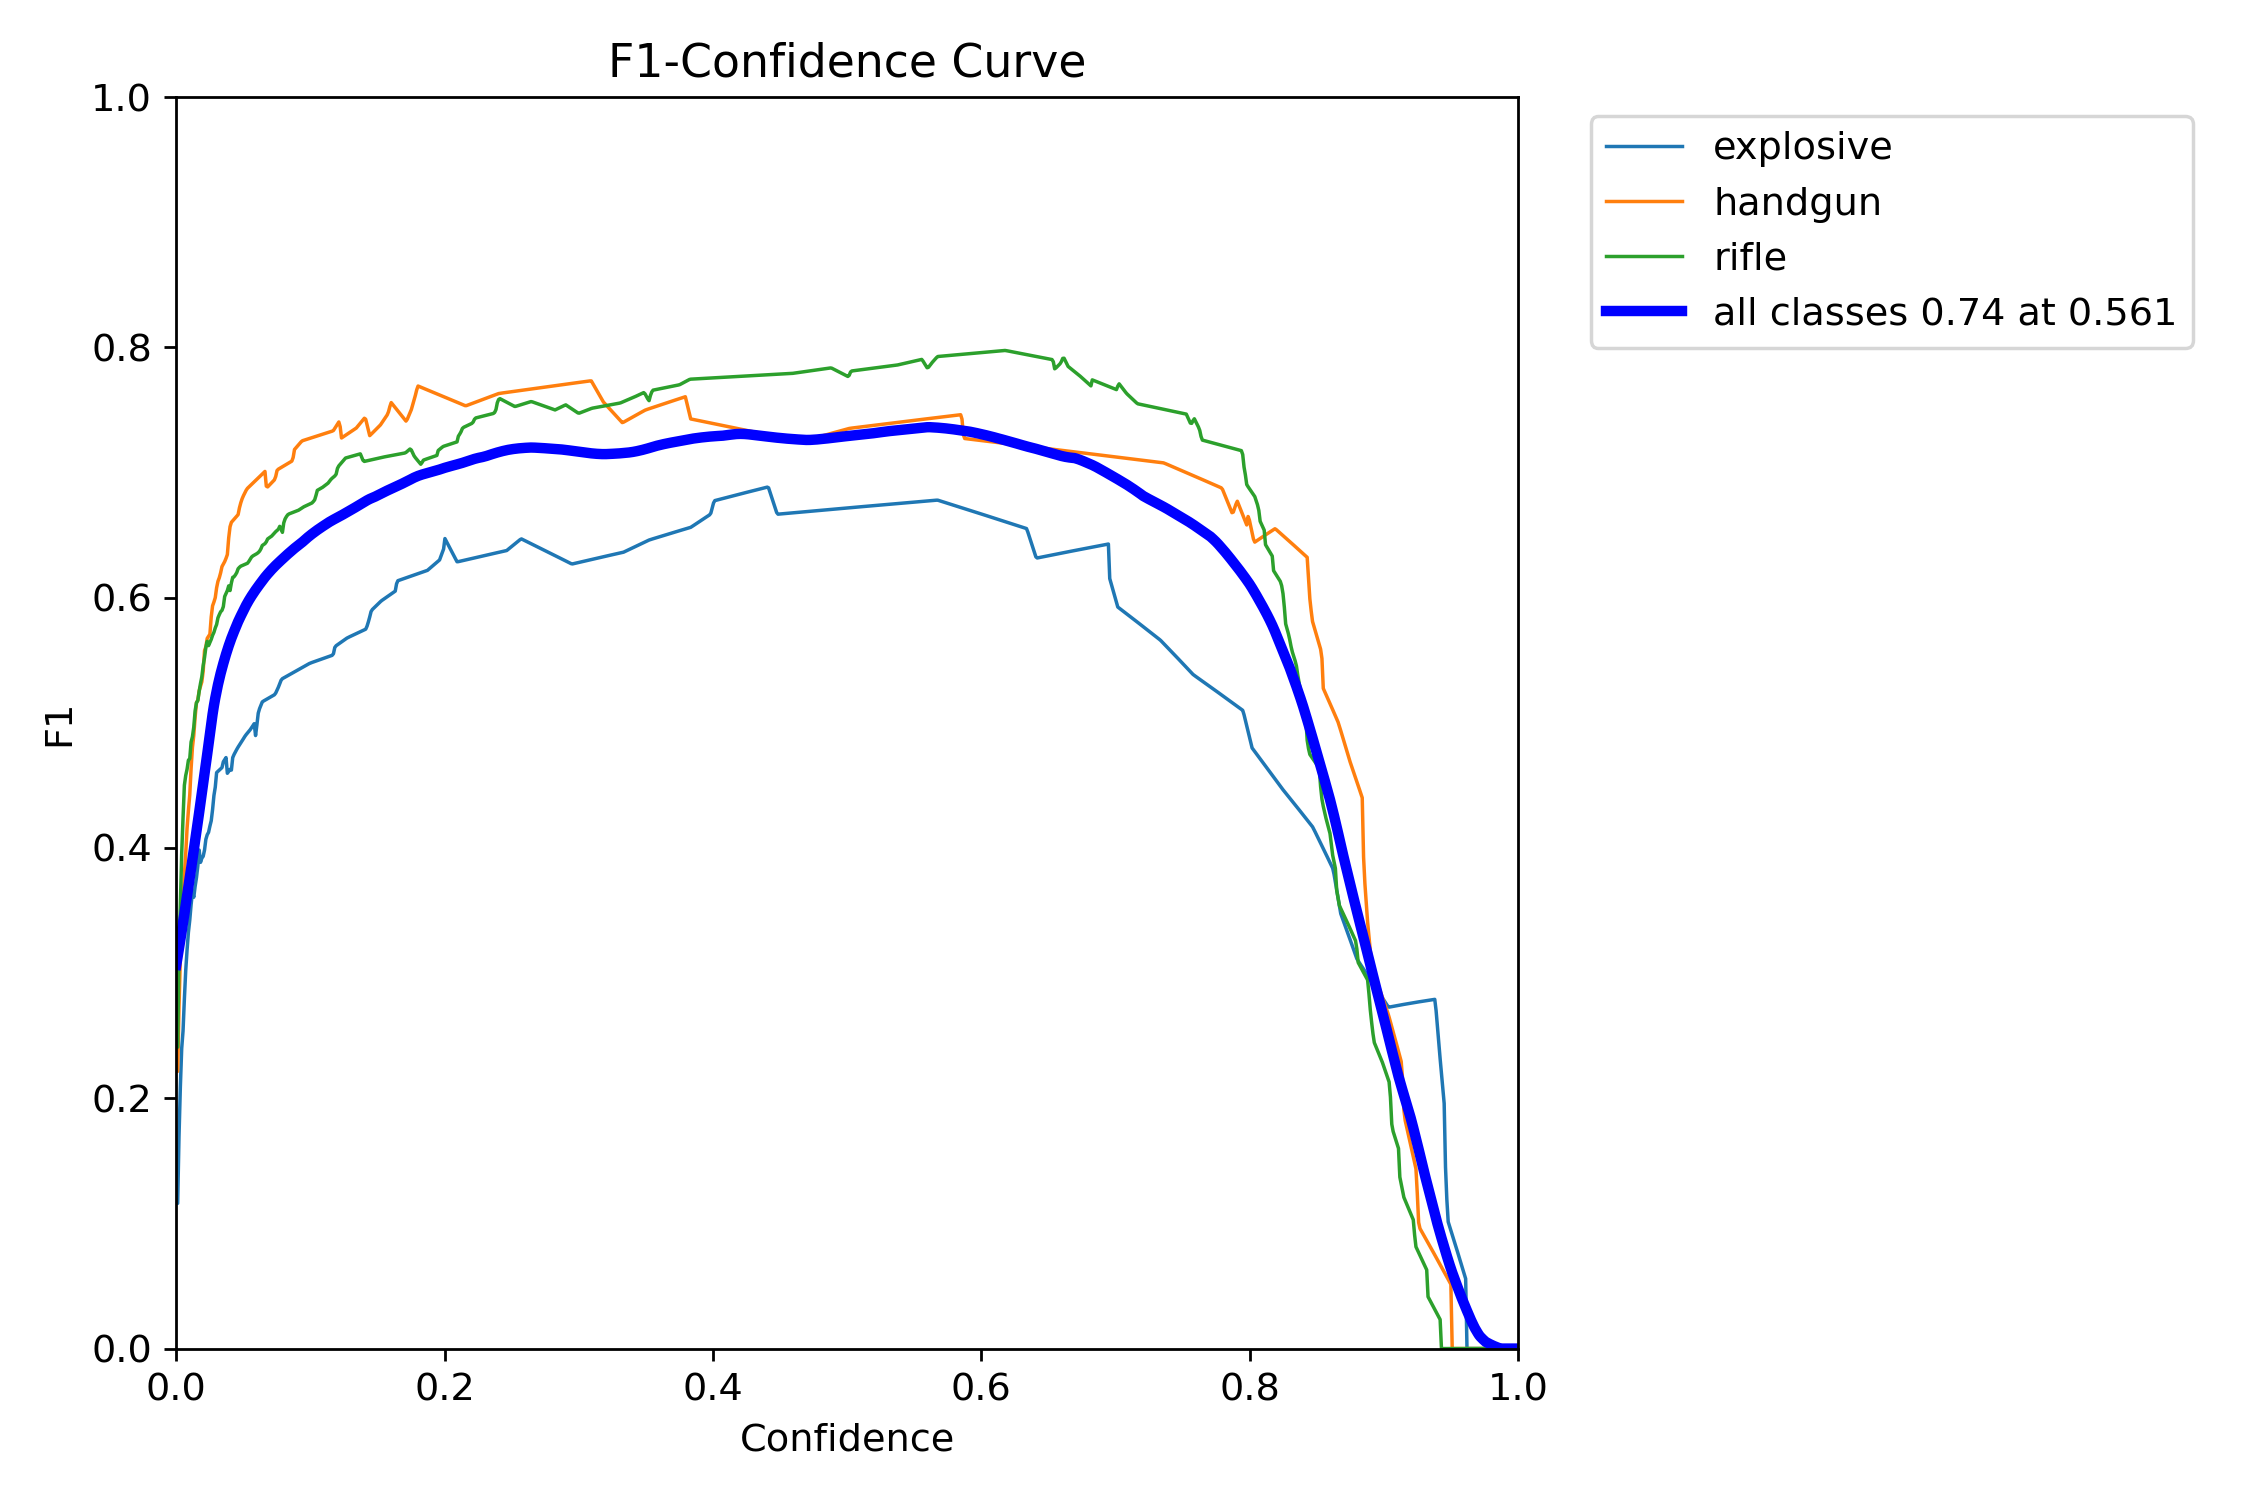 F1-Confidence Curve
1.0
0.8
0.6
0.4
0.2
0.0
F1
0.0 0.2 0.4 0.6 0.8 1.0
Confidence
explosive
handgun
rifle
all classes 0.74 at 0.561